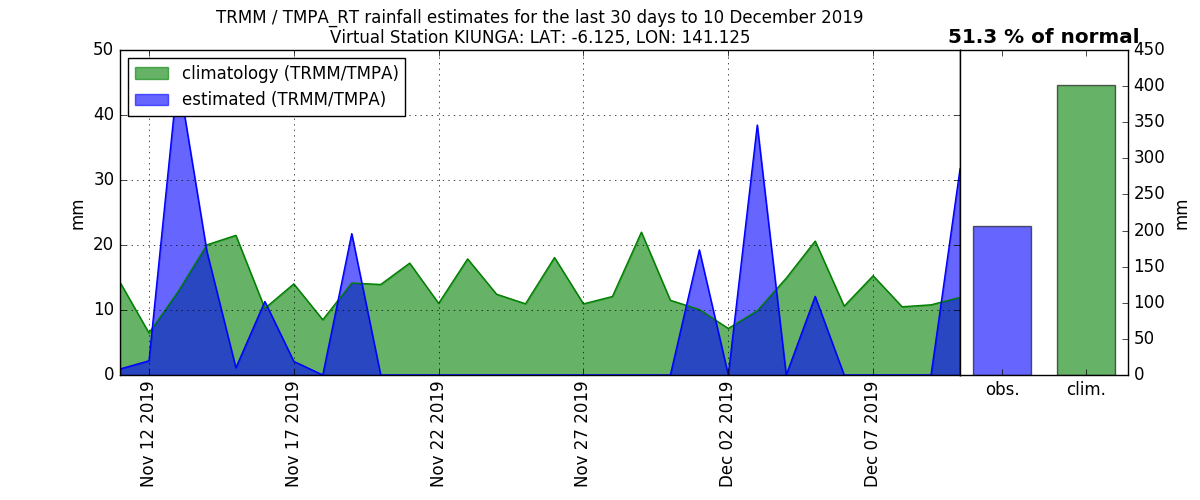 TRMM / TMPA_RT rainfall estimates for the last 30 days to 10 December 2019
Virtual Station KIUNGA: LAT: -6.125, LON: 141.125
51.3 % of normal
climatology (TRMM/TMPA)
estimated (TRMM/TMPA)
50
40
30
20
10
0
mm
Nov 12 2019
Nov 17 2019
Nov 22 2019
Nov 27 2019
Dec 02 2019
Dec 07 2019
obs.
clim.
450
400
350
300
250
200
150
100
50
0
mm